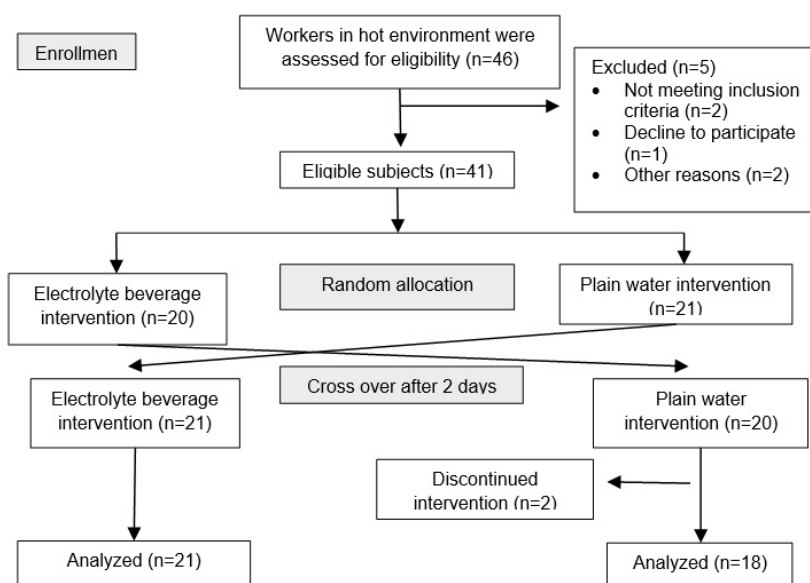 Enrollmen
Workers in hot environment were
assessed for eligibility (n=46)
Excluded (n=5)
• Not meeting inclusion
criteria (n=2)
• Decline to participate
(n=1)
• Other reasons (n=2)
Eligible subjects (n=41)
Electrolyte beverage
intervention (n=20)
Random allocation
Plain water intervention
(n=21)
Electrolyte beverage
intervention (n=21)
Cross over after 2 days
Plain water
intervention (n=20)
Discontinued
intervention (n=2)
Analyzed (n=21)
Analyzed (n=18)